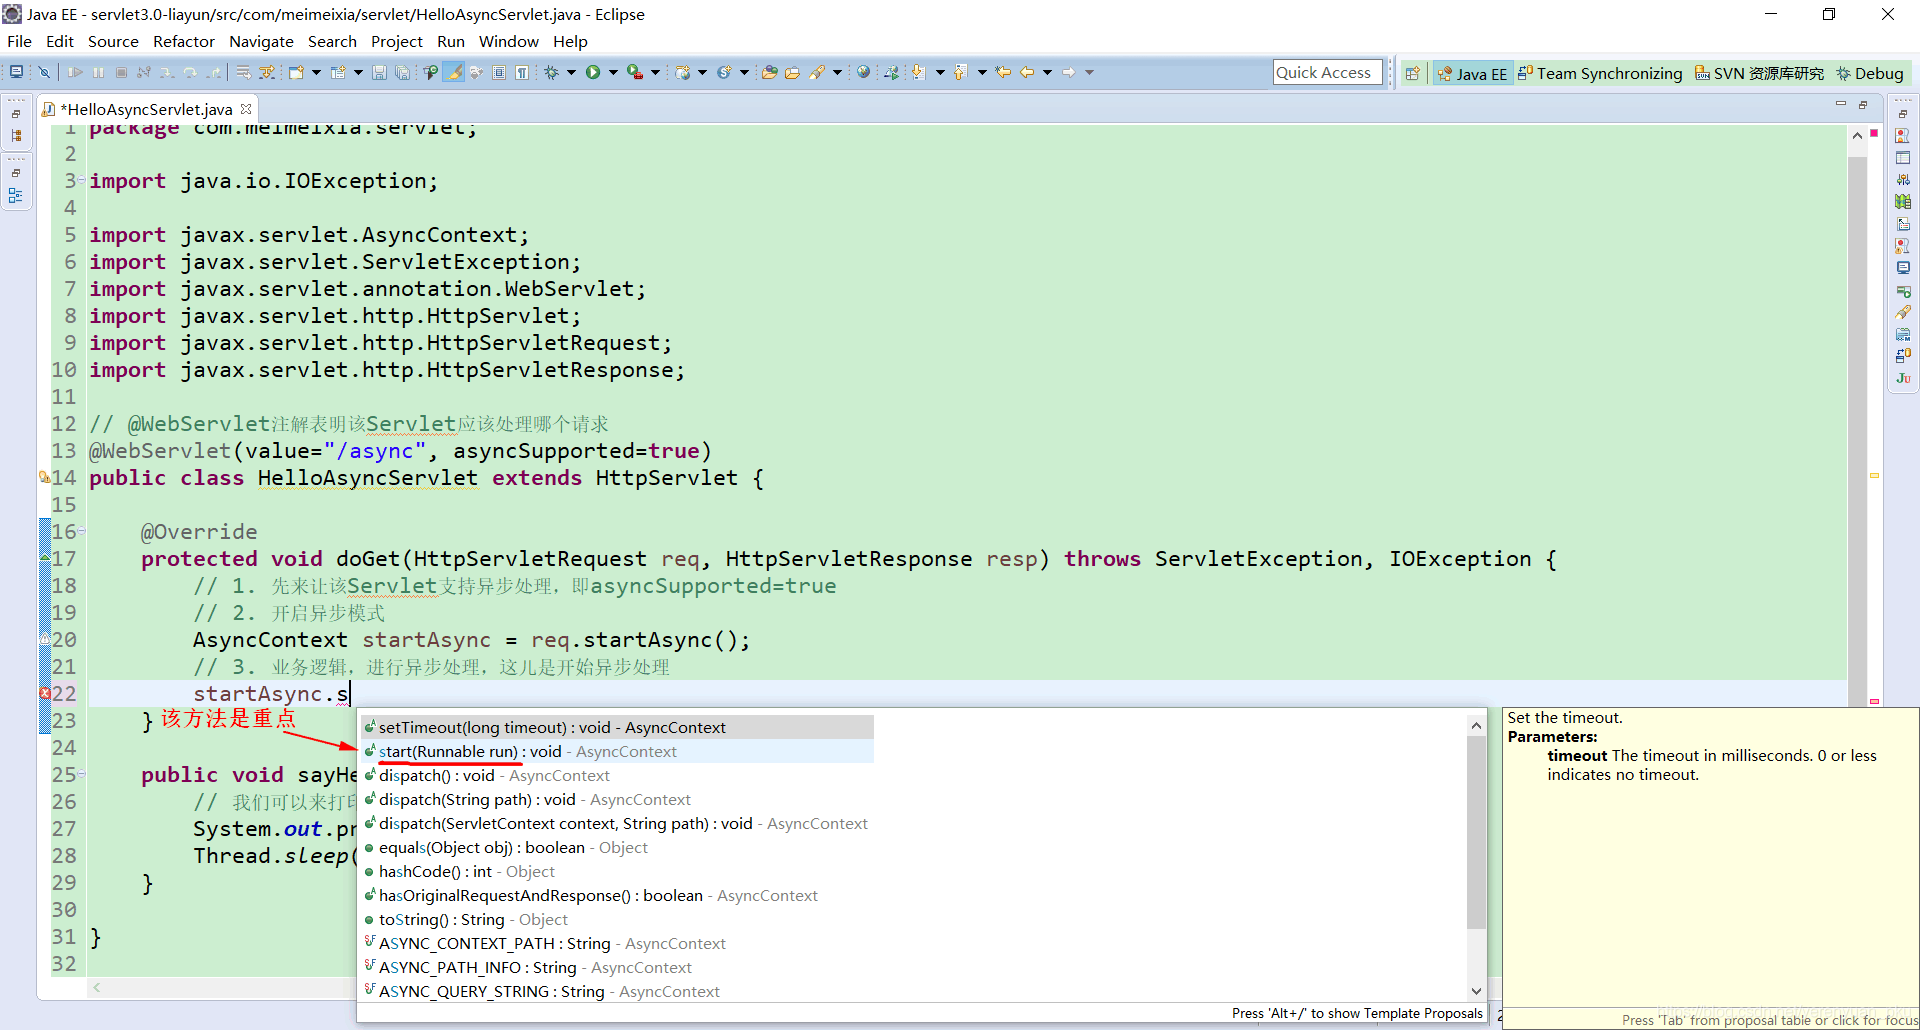 Java EE - servlet3.0-liayun/src/com/meimeixia/servlet/HelloAsyncServlet.java - Eclipse
File Edit Source Refactor Navigate Search Project Run Window Help
Quick Access
Java EE
Team Synchronizing
SVN 资源库研究
Debug
*HelloAsyncServlet.java
1 package com.meimeixia.servlet;
2
3 import java.io.IOException;
4
5 import javax.servlet.AsyncContext;
6 import javax.servlet.ServletException;
7 import javax.servlet.annotation.WebServlet;
8 import javax.servlet.http.HttpServlet;
9 import javax.servlet.http.HttpServletRequest;
10 import javax.servlet.http.HttpServletResponse;
11
12 // @WebServlet注解表明该Servlet应该处理哪个请求
13 @WebServlet(value="/async", asyncSupported=true)
14 public class HelloAsyncServlet extends HttpServlet {
15
16 @Override
17 protected void doGet(HttpServletRequest req, HttpServletResponse resp) throws ServletException, IOException {
18 // 1. 先来让该Servlet支持异步处理，即asyncSupported=true
19 // 2. 开启异步模式
20 AsyncContext startAsync = req.startAsync();
21 // 3. 业务逻辑，进行异步处理，这儿是开始异步处理
22 startAsync.s
23 } 该方法是重点
24
25 public void sayHe
26 // 我们可以来打印
27 System.out.pr
28 Thread.sleep(
29 }
30
31 }
32
setTimeout(long timeout) : void - AsyncContext
start(Runnable run) : void - AsyncContext
dispatch() : void - AsyncContext
dispatch(String path) : void - AsyncContext
dispatch(ServletContext context, String path) : void - AsyncContext
equals(Object obj) : boolean - Object
hashCode() : int - Object
hasOriginalRequestAndResponse() : boolean - AsyncContext
toString() : String - Object
ASYNC_CONTEXT_PATH : String - AsyncContext
ASYNC_PATH_INFO : String - AsyncContext
ASYNC_QUERY_STRING : String - AsyncContext
Press 'Alt+/' to show Template Proposals
Set the timeout.
Parameters:
timeout The timeout in milliseconds. 0 or less
indicates no timeout.
Press 'Tab' from proposal table or click for focus